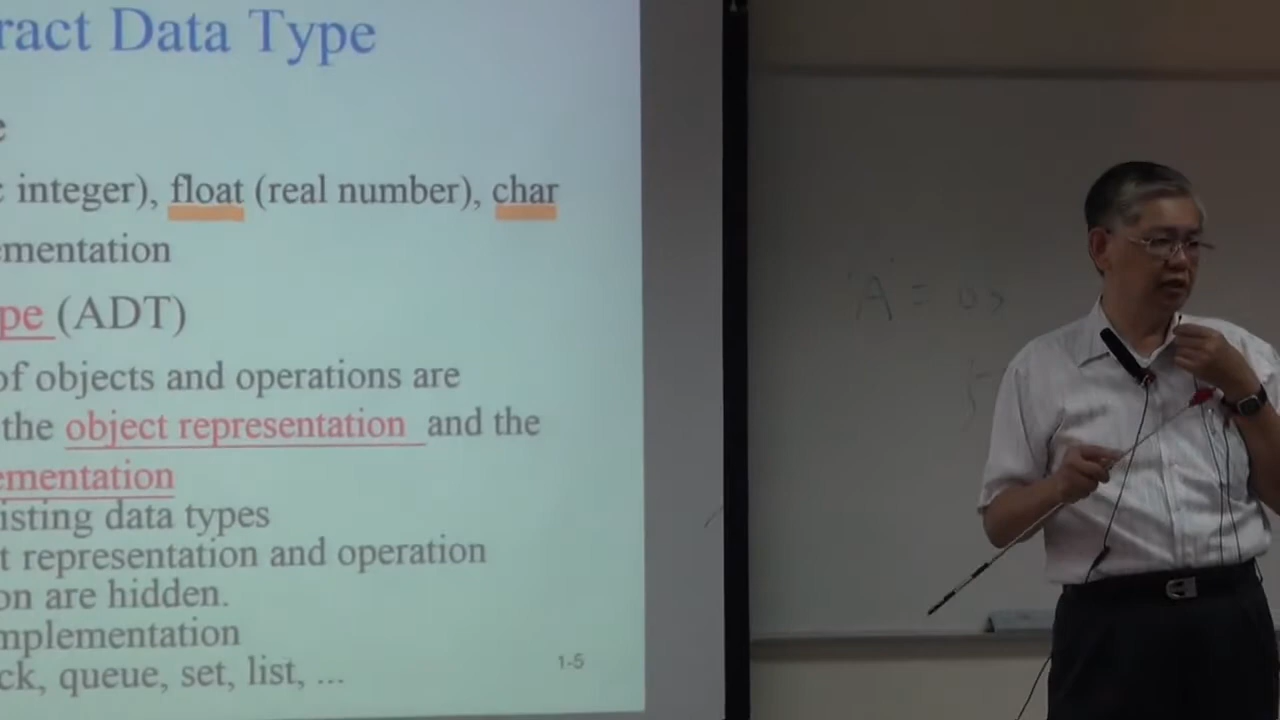 ract Data Type
e
integer), float (real number), char
ementation
pe (ADT)
of objects and operations are
the object representation and the
ementation
isting data types
t representation and operation
on are hidden.
mplementation
ck, queue, set, list, ...
1-5
'A' =